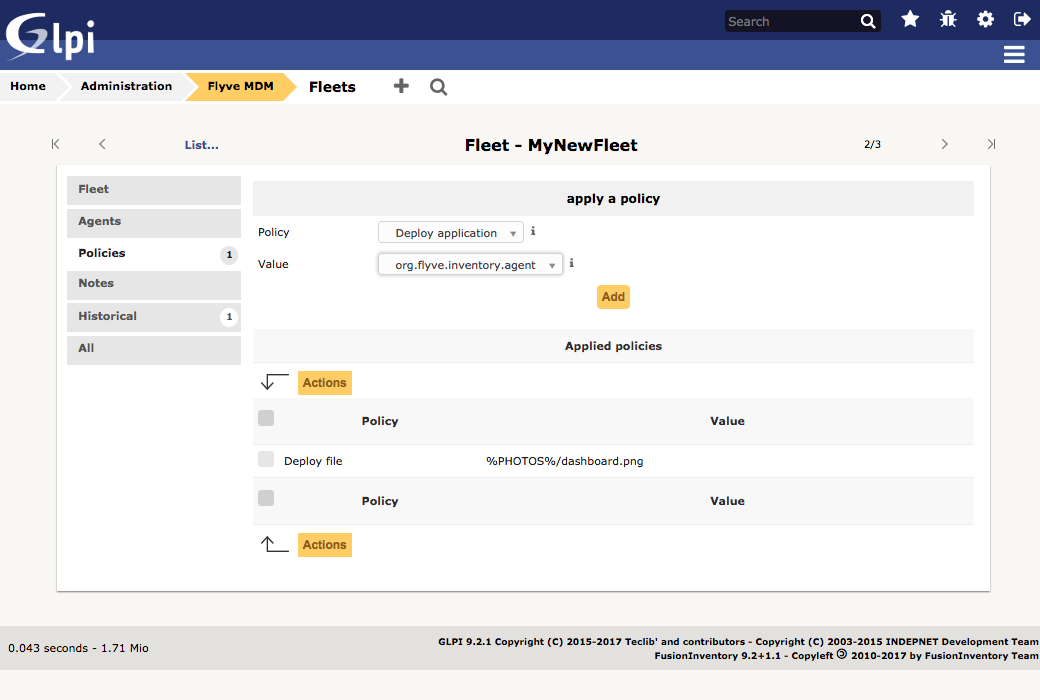 Glpi
Search
Home Administration Flyve MDM Fleets
List... Fleet - MyNewFleet 2/3
Fleet
Agents
Policies 1
Notes
Historical 1
All
apply a policy
Policy Deploy application
Value org.flyve.inventory.agent
Add
Applied policies
Actions
Policy Value
Deploy file %PHOTOS%/dashboard.png
Policy Value
Actions
0.043 seconds - 1.71 Mio
GLPI 9.2.1 Copyright (C) 2015-2017 Teclib' and contributors - Copyright (C) 2003-2015 INDEPNET Development Team
FusionInventory 9.2+1.1 - Copyleft 🄯 2010-2017 by FusionInventory Team